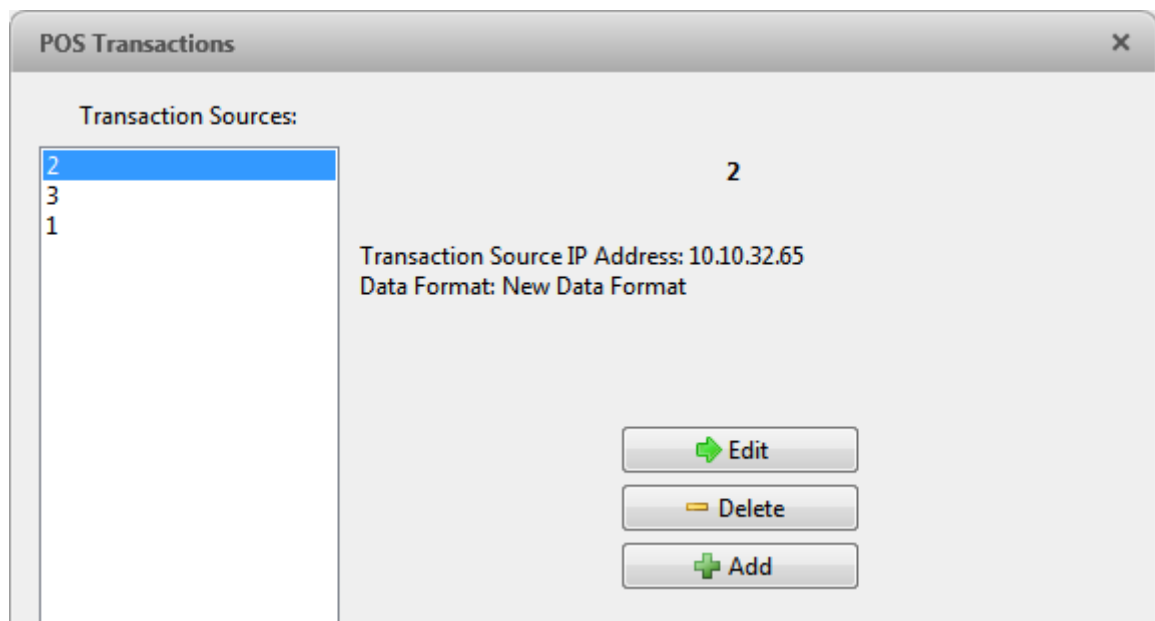 POS Transactions
Transaction Sources:
2
3
1
2
Transaction Source IP Address: 10.10.32.65
Data Format: New Data Format
Edit
Delete
Add